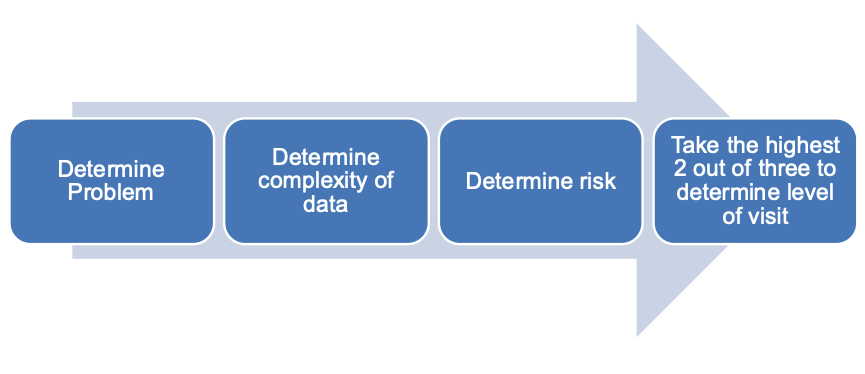 Determine
Problem
Determine
complexity of
data
Determine risk
Take the highest
2 out of three to
determine level
of visit